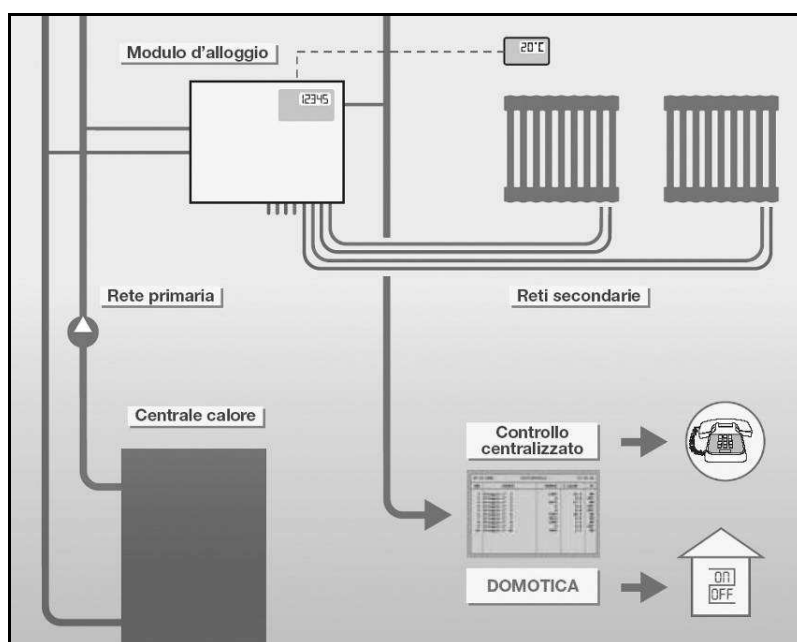 Modulo d'alloggio
20°C
12345
Rete primaria
Reti secondarie
Centrale calore
Controllo
centralizzato
DOMOTICA
ON
OFF